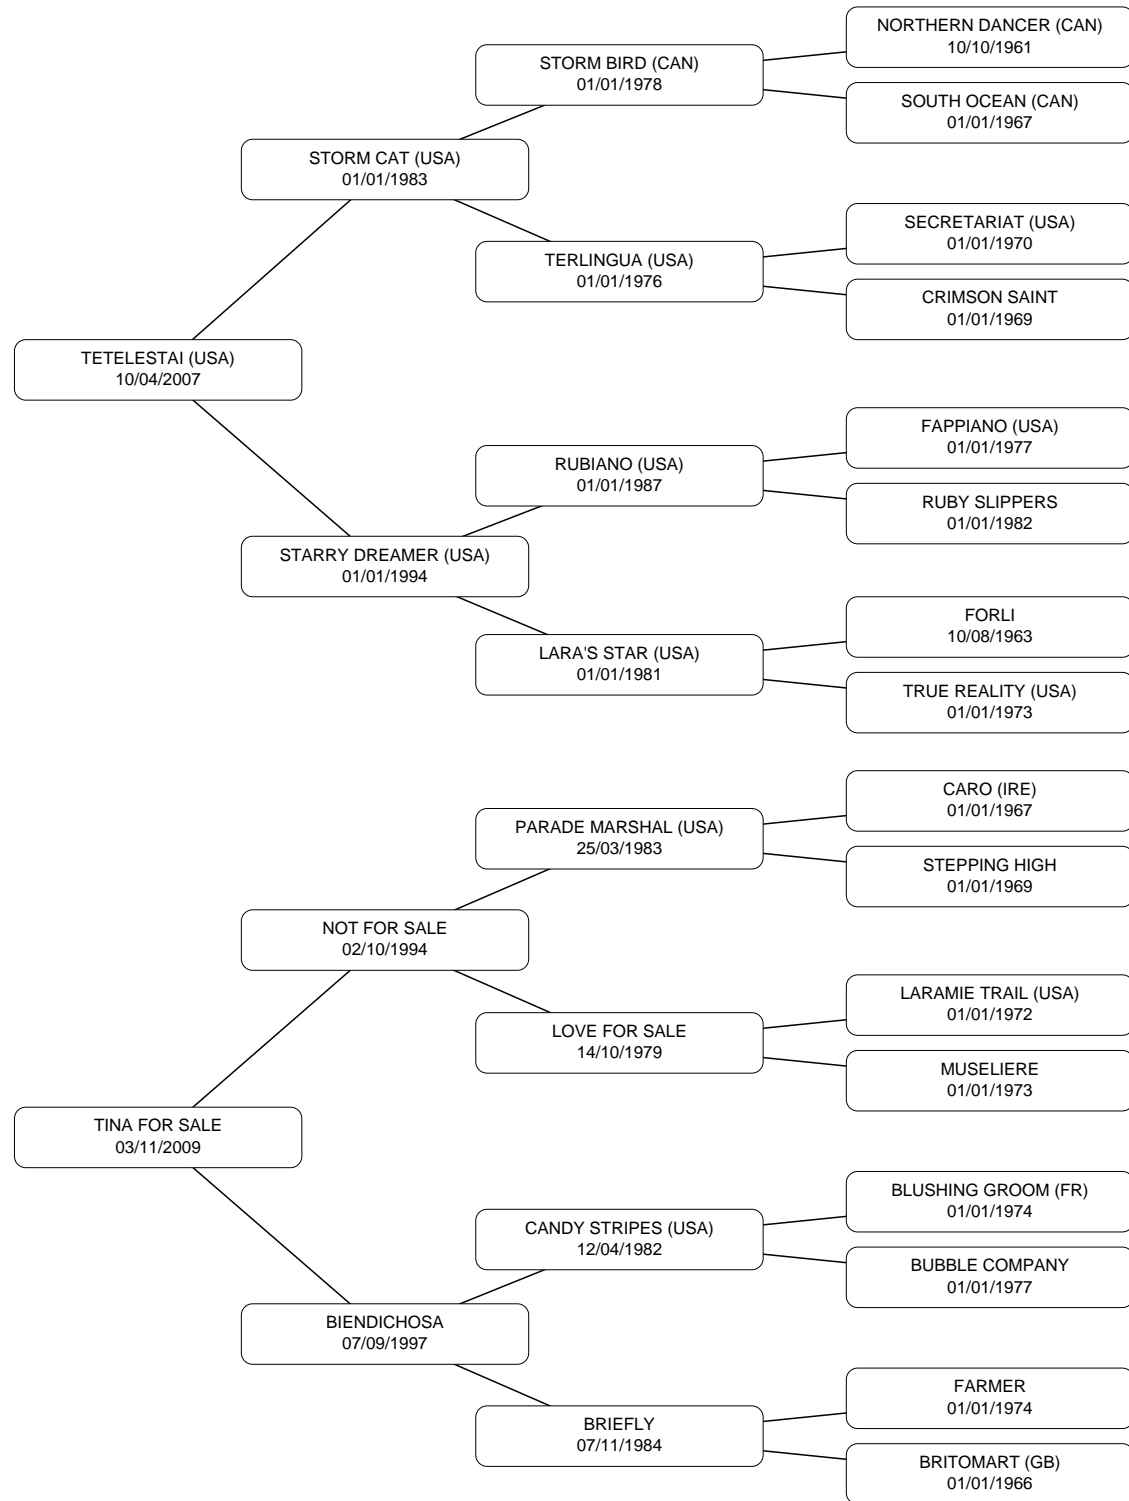 NORTHERN DANCER (CAN)
10/10/1961
STORM BIRD (CAN)
01/01/1978
SOUTH OCEAN (CAN)
01/01/1967
STORM CAT (USA)
01/01/1983
SECRETARIAT (USA)
01/01/1970
TERLINGUA (USA)
01/01/1976
CRIMSON SAINT
01/01/1969
TETELESTAI (USA)
10/04/2007
FAPPIANO (USA)
01/01/1977
RUBIANO (USA)
01/01/1987
RUBY SLIPPERS
01/01/1982
STARRY DREAMER (USA)
01/01/1994
FORLI
10/08/1963
LARA'S STAR (USA)
01/01/1981
TRUE REALITY (USA)
01/01/1973
CARO (IRE)
01/01/1967
PARADE MARSHAL (USA)
25/03/1983
STEPPING HIGH
01/01/1969
NOT FOR SALE
02/10/1994
LARAMIE TRAIL (USA)
01/01/1972
LOVE FOR SALE
14/10/1979
MUSELIERE
01/01/1973
TINA FOR SALE
03/11/2009
BLUSHING GROOM (FR)
01/01/1974
CANDY STRIPES (USA)
12/04/1982
BUBBLE COMPANY
01/01/1977
BIENDICHOSA
07/09/1997
FARMER
01/01/1974
BRIEFLY
07/11/1984
BRITOMART (GB)
01/01/1966